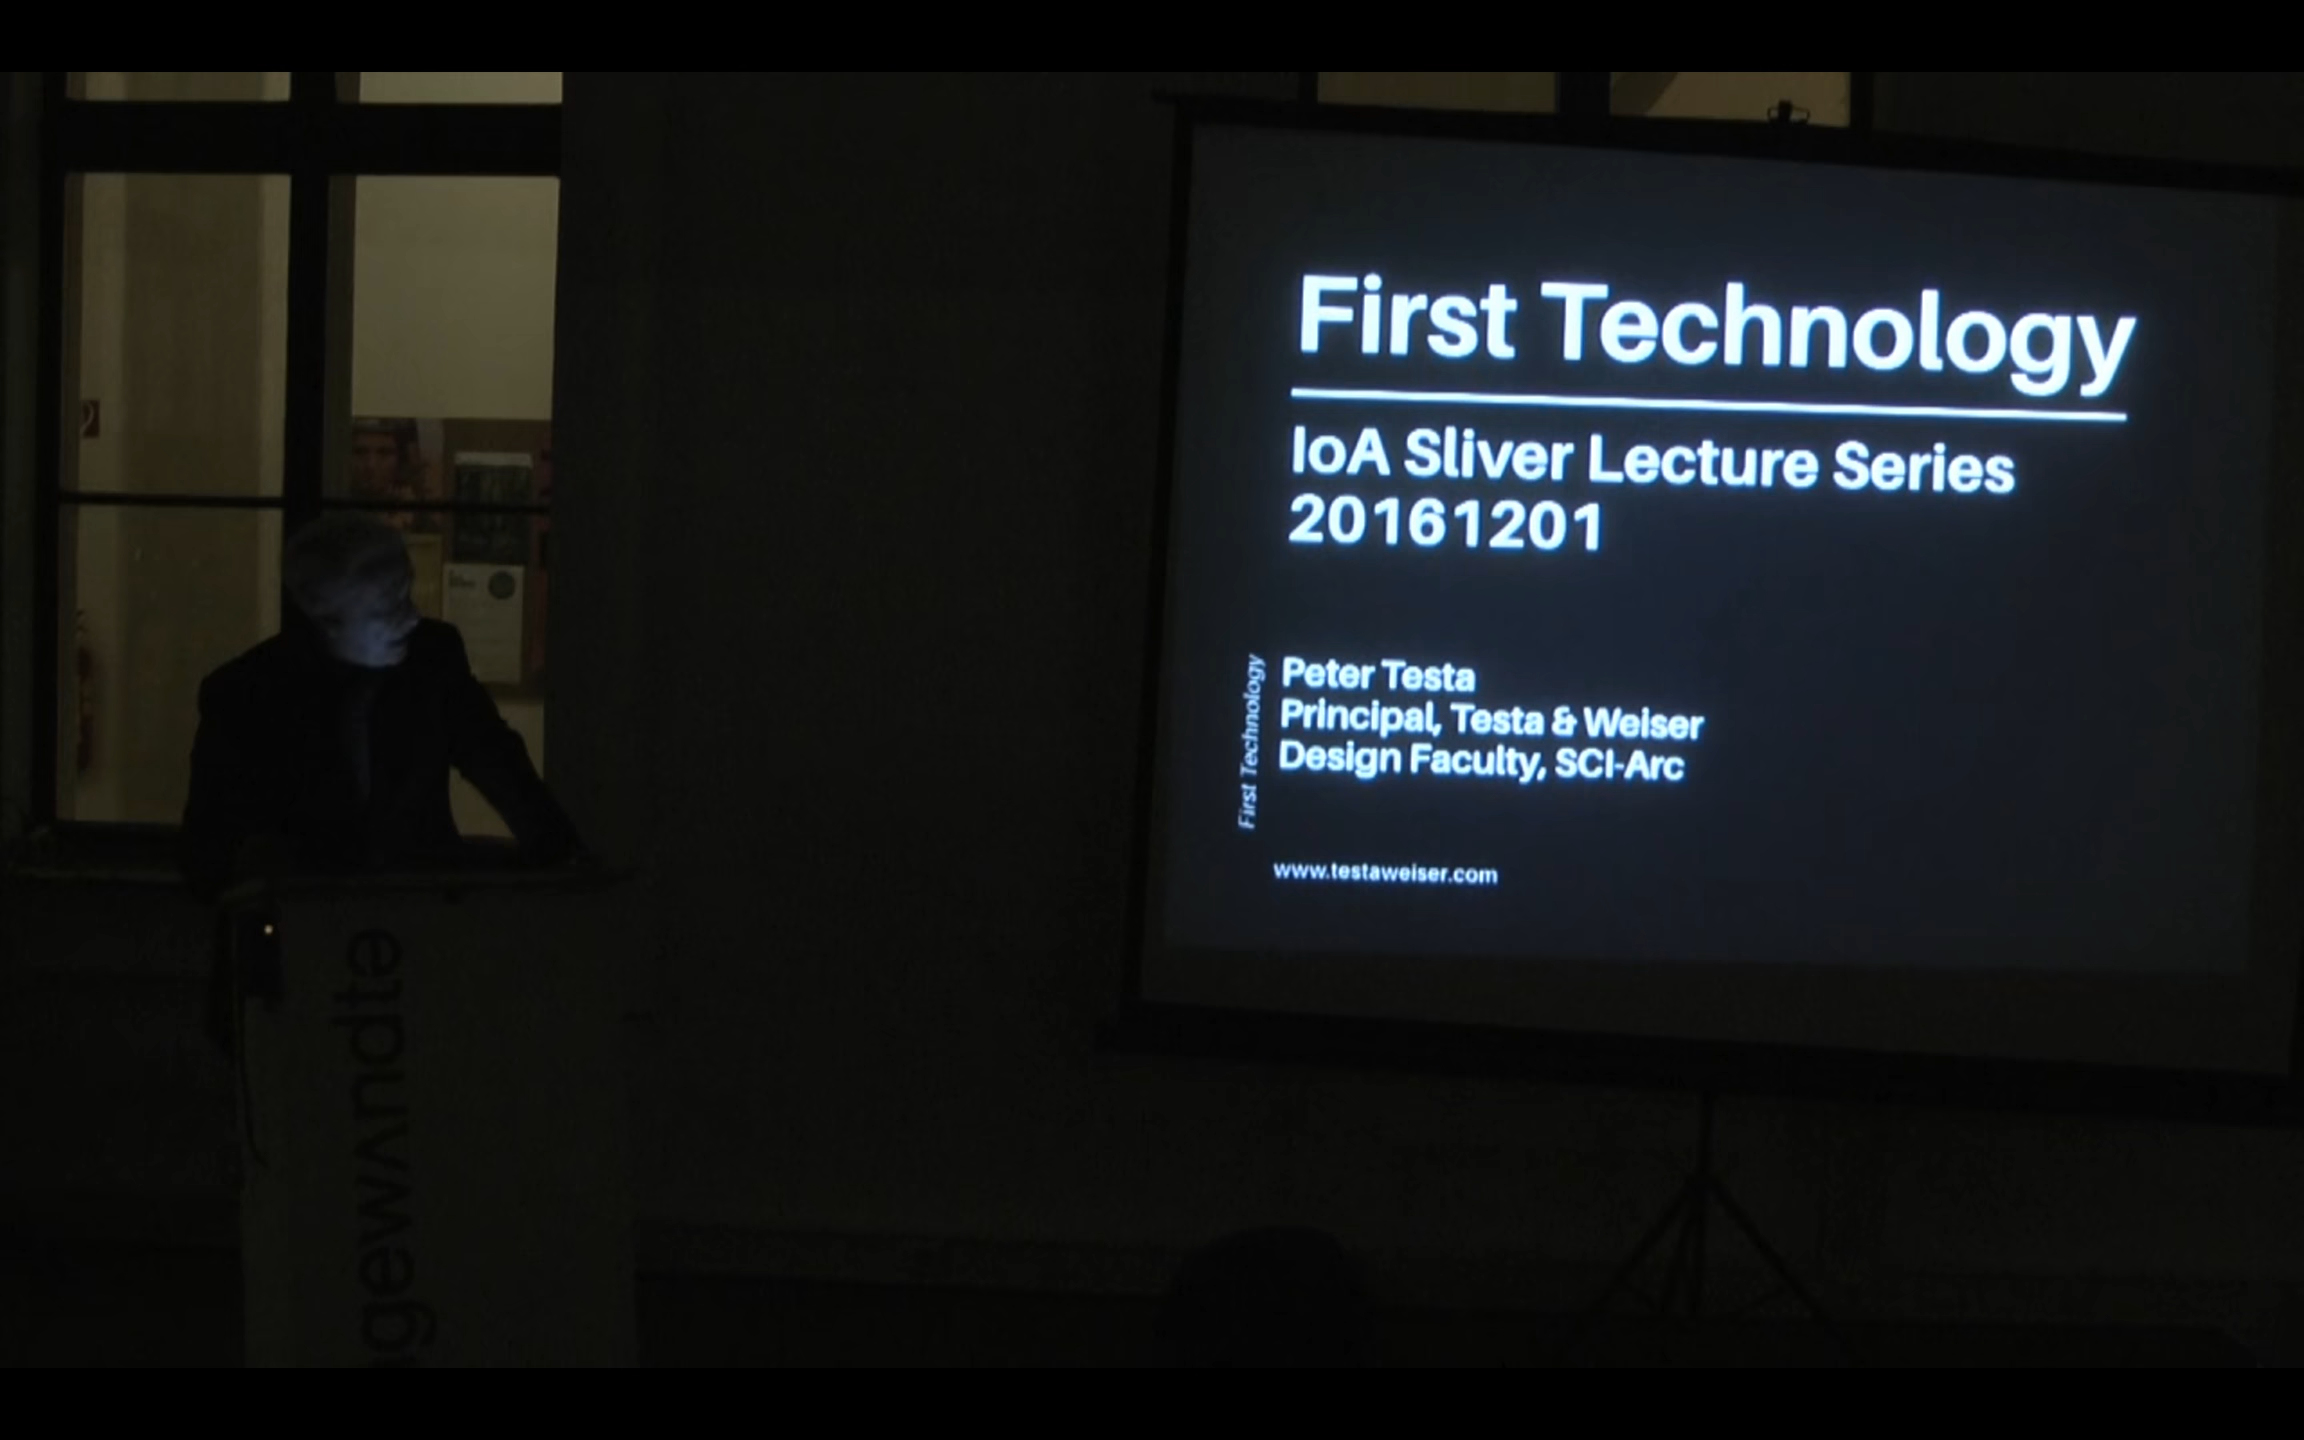 First Technology
IoA Sliver Lecture Series
20161201
Peter Testa
Principal, Testa & Weiser
Design Faculty, SCI-Arc
First Technology
www.testaweiser.com
ngewandte